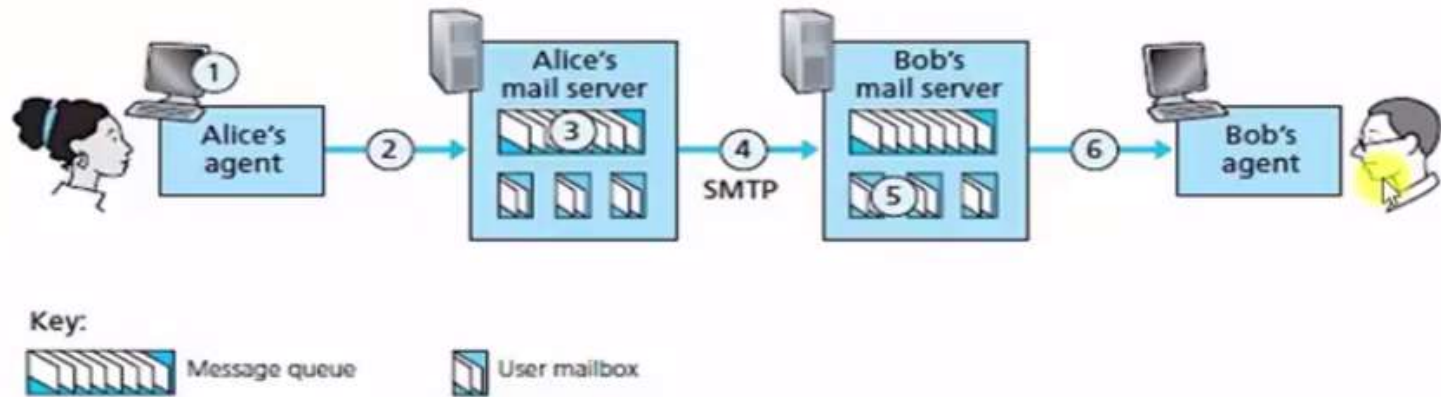 1
Alice's
agent
2
Alice's
mail server
3
4
SMTP
Bob's
mail server
5
6
Bob's
agent
Key:
Message queue
User mailbox